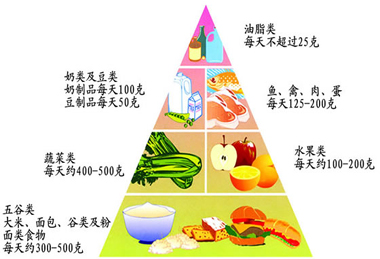 油脂类
每天不超过25克
奶类及豆类
奶制品每天100克
豆制品每天50克
鱼、禽、肉、蛋
每天125-200克
蔬菜类
每天约400-500克
水果类
每天约100-200克
五谷类
大米、面包、谷类及粉
面类食物
每天约300-500克